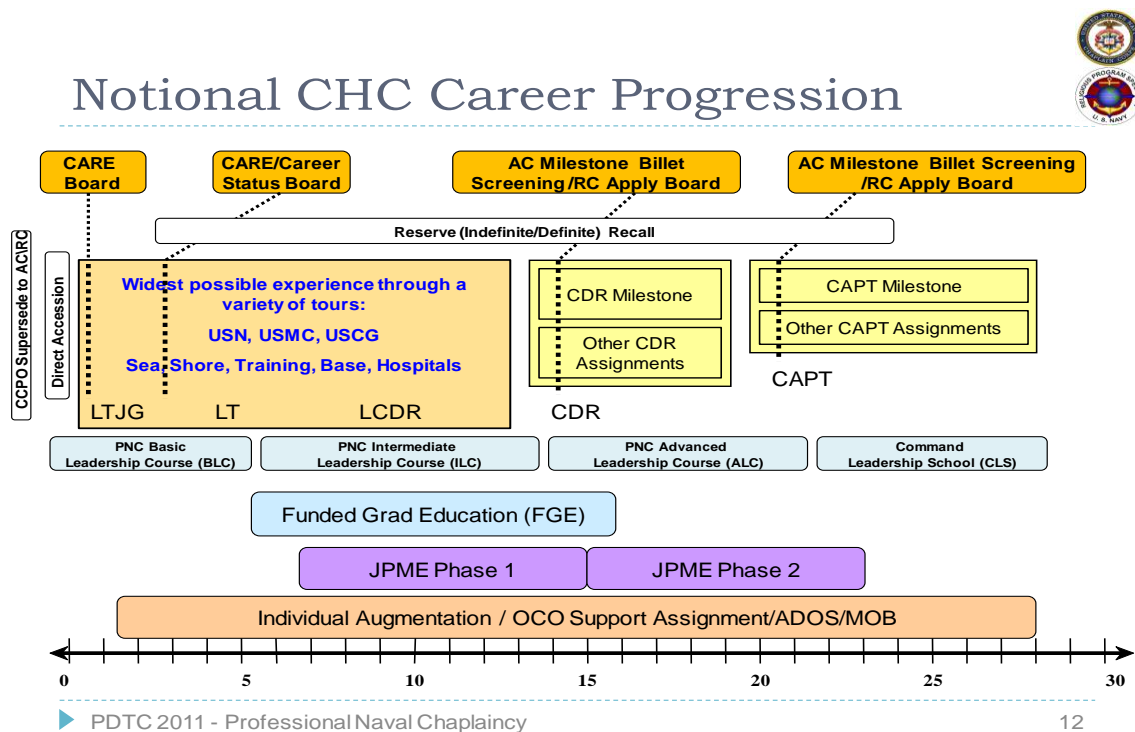 Notional CHC Career Progression
CARE
Board
CARE/Career
Status Board
AC Milestone Billet
Screening /RC Apply Board
AC Milestone Billet Screening
/RC Apply Board
Reserve (Indefinite/Definite) Recall
CCPO Supersede to AC\RC
Direct Accession
Widest possible experience through a
variety of tours:
USN, USMC, USCG
Sea, Shore, Training, Base, Hospitals
LTJG
LT
LCDR
CDR Milestone
Other CDR
Assignments
CDR
CAPT Milestone
Other CAPT Assignments
CAPT
PNC Basic
Leadership Course (BLC)
PNC Intermediate
Leadership Course (ILC)
PNC Advanced
Leadership Course (ALC)
Command
Leadership School (CLS)
Funded Grad Education (FGE)
JPME Phase 1
JPME Phase 2
Individual Augmentation / OCO Support Assignment/ADOS/MOB
0 5 10 15 20 25 30
PDTC 2011 - Professional Naval Chaplaincy
12